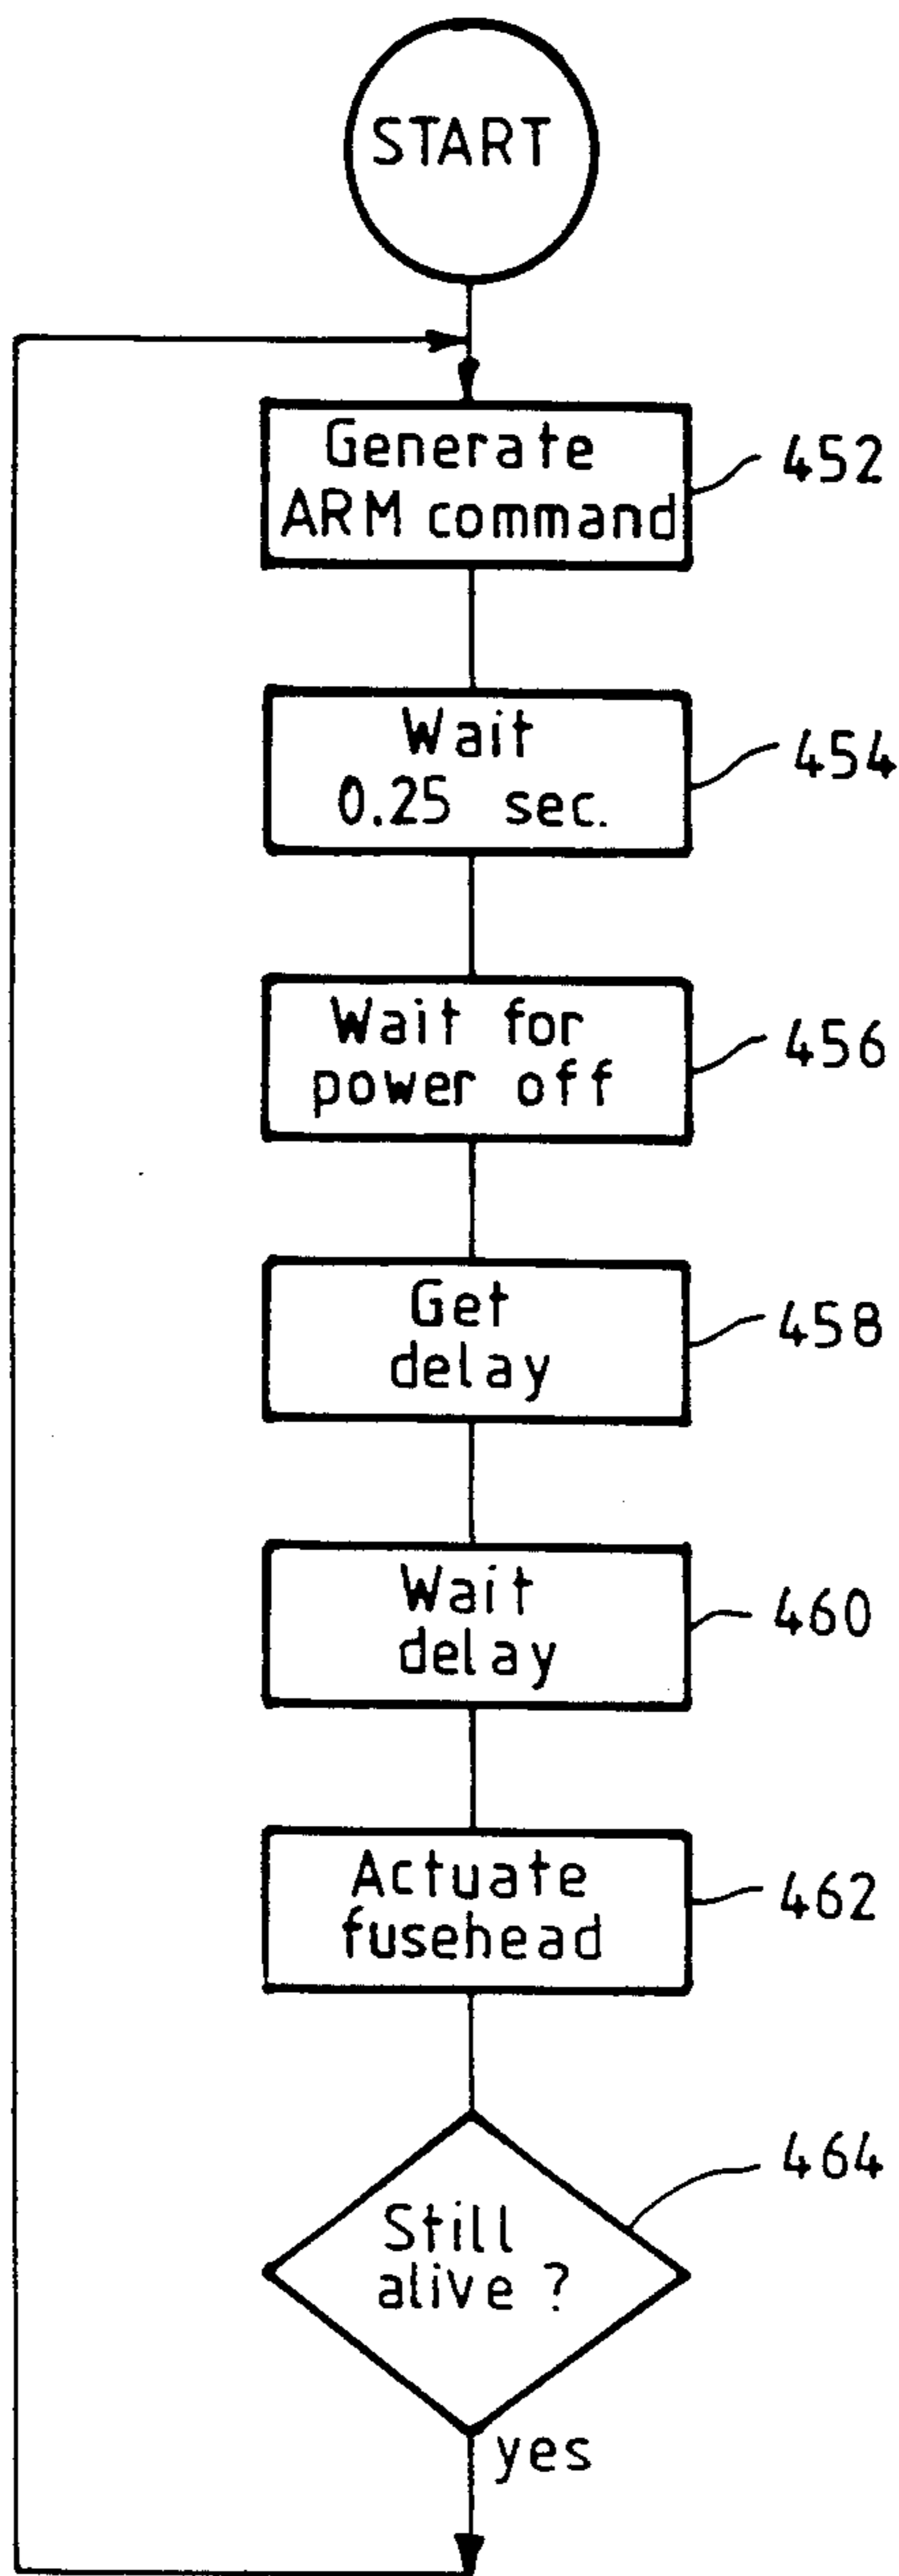 START
Generate
ARM command
452
Wait
0.25 sec.
454
Wait for
power off
456
Get
delay
458
Wait
delay
460
Actuate
fusehead
462
Still
alive ?
464
yes